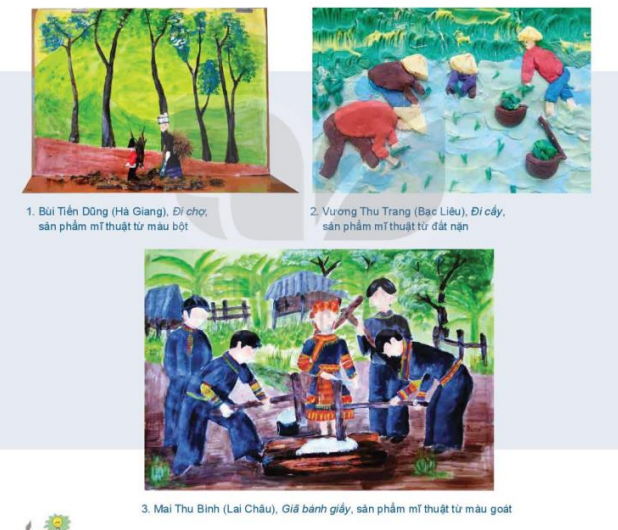 1. Bùi Tiến Dũng (Hà Giang), Đi chợ,
sản phẩm mĩ thuật từ màu bột
2. Vương Thu Trang (Bạc Liêu), Đi cấy,
sản phẩm mĩ thuật từ đất nặn
3. Mai Thu Bình (Lai Châu), Giã bánh giầy, sản phẩm mĩ thuật từ màu goát